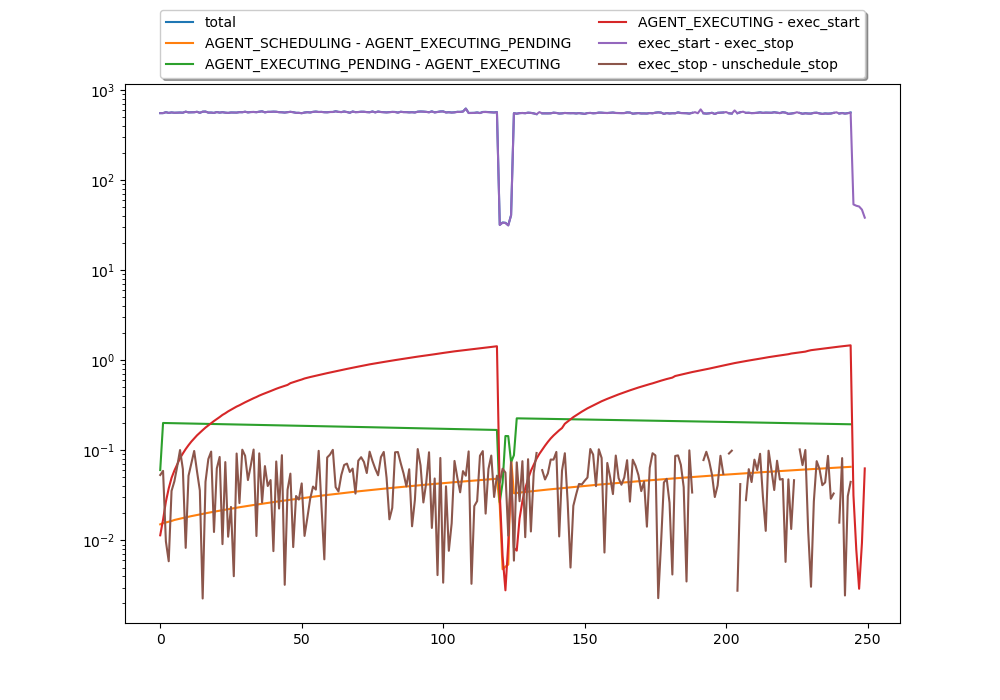 total
AGENT_SCHEDULING - AGENT_EXECUTING_PENDING
AGENT_EXECUTING_PENDING - AGENT_EXECUTING
AGENT_EXECUTING - exec_start
exec_start - exec_stop
exec_stop - unschedule_stop
10³
10²
10¹
10⁰
10⁻¹
10⁻²
0 50 100 150 200 250